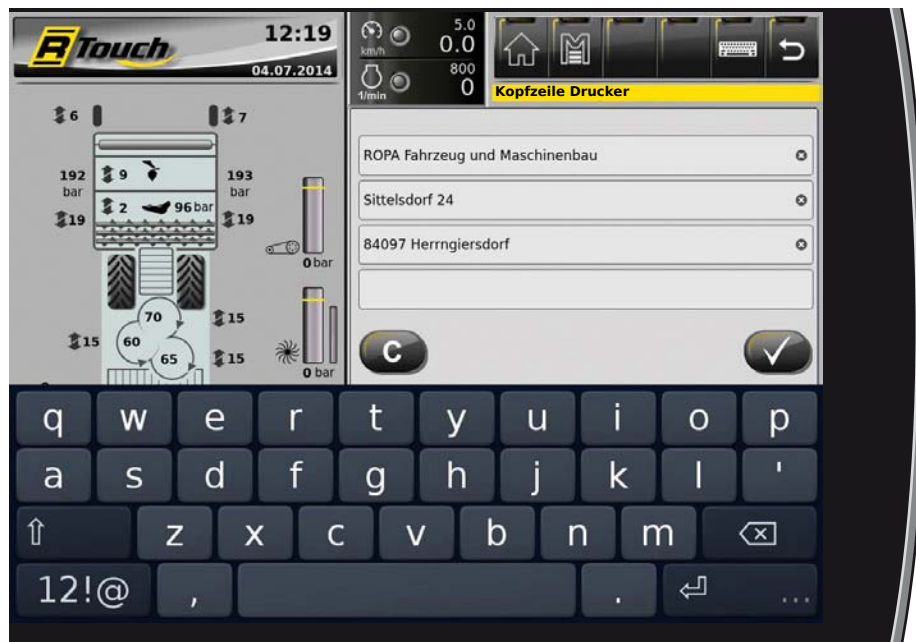 R Touch
12:19
04.07.2014
km/h
5.0
0.0
1/min
800
0
Kopfzeile Drucker
6
7
192
bar
9
193
bar
19
2
96 bar
19
0 bar
70
15
15
60
65
15
0 bar
ROPA Fahrzeug und Maschinenbau
Sittelsdorf 24
84097 Herrngiersdorf
C
q w e r t y u i o p
a s d f g h j k l '
z x c v b n m
12!@ , . ...